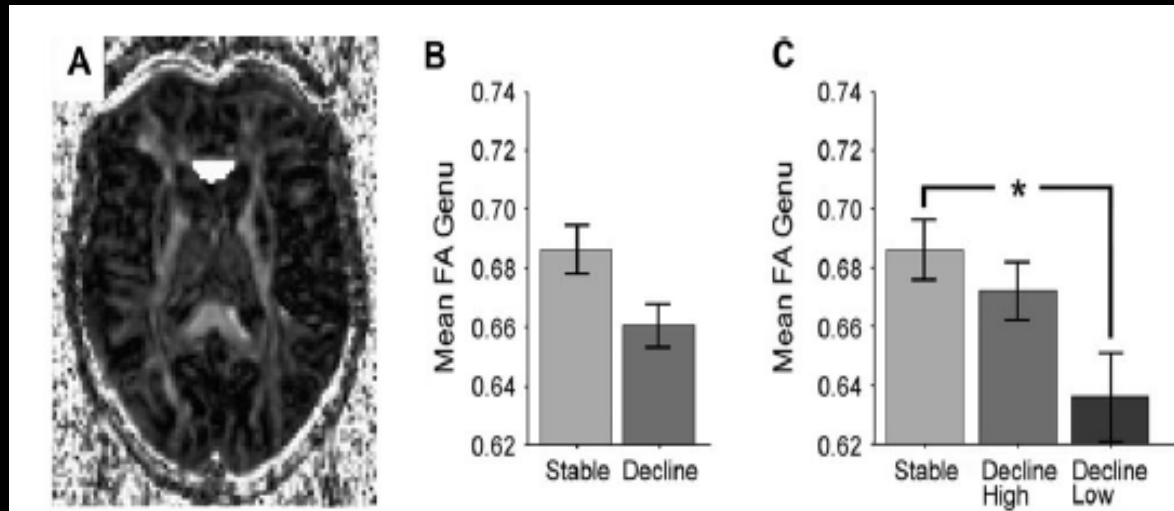 A
B
Mean FA Genu
0.74
0.72
0.70
0.68
0.66
0.64
0.62
Stable Decline
C
Mean FA Genu
0.74
0.72
0.70
0.68
0.66
0.64
0.62
*
Stable Decline Decline
High Low